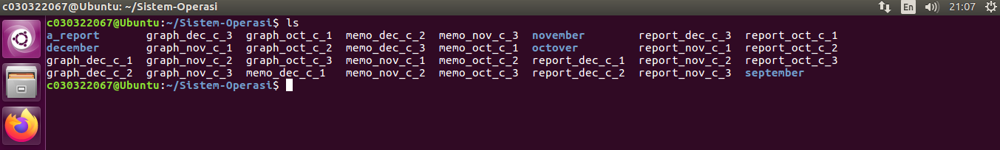 c030322067@Ubuntu: ~/Sistem-Operasi En 21:07
c030322067@Ubuntu:~/Sistem-Operasi$ ls
a_report graph_dec_c_3 graph_oct_c_1 memo_dec_c_2 memo_nov_c_3 november report_dec_c_3 report_oct_c_1
december graph_nov_c_1 graph_oct_c_2 memo_dec_c_3 memo_oct_c_1 octover report_nov_c_1 report_oct_c_2
graph_dec_c_1 graph_nov_c_2 graph_oct_c_3 memo_nov_c_1 memo_oct_c_2 report_dec_c_1 report_nov_c_2 report_oct_c_3
graph_dec_c_2 graph_nov_c_3 memo_dec_c_1 memo_nov_c_2 memo_oct_c_3 report_dec_c_2 report_nov_c_3 september
c030322067@Ubuntu:~/Sistem-Operasi$